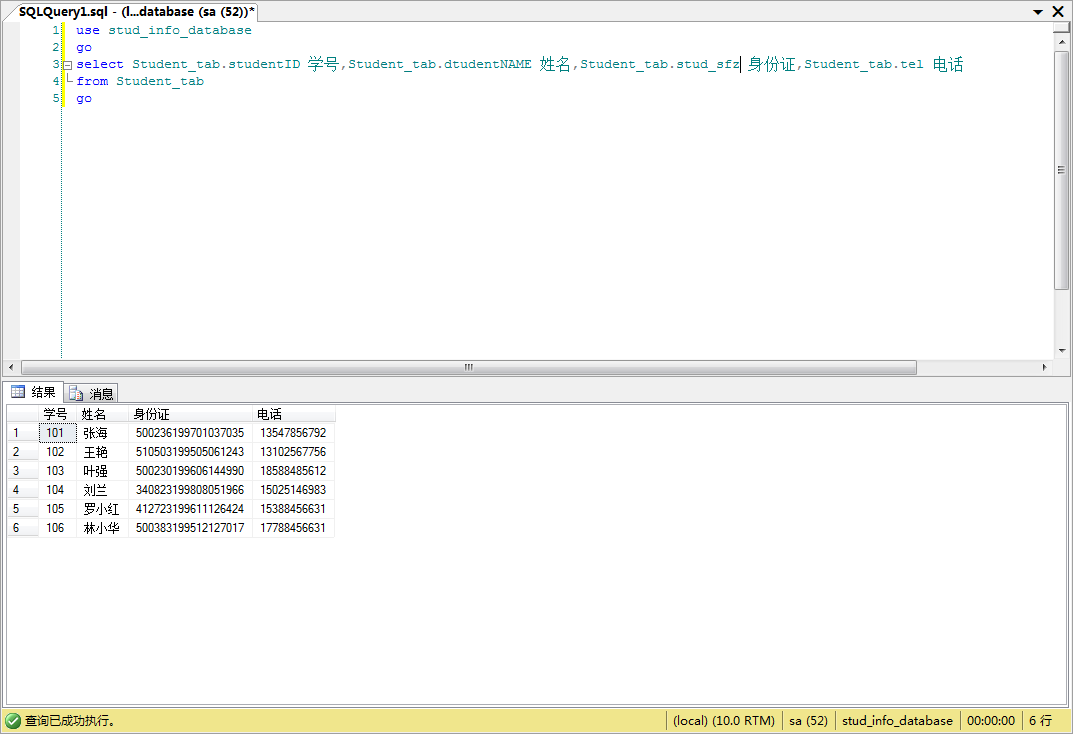 SQLQuery1.sql - (l...database (sa (52))*
1 use stud_info_database
2 go
3 select Student_tab.studentID 学号,Student_tab.dtudentNAME 姓名,Student_tab.stud_sfz 身份证,Student_tab.tel 电话
4 from Student_tab
5 go
结果 消息
学号 姓名 身份证 电话
1 101 张海 500236199701037035 13547856792
2 102 王艳 510503199505061243 13102567756
3 103 叶强 500230199606144990 18588485612
4 104 刘兰 340823199808051966 15025146983
5 105 罗小红 412723199611126424 15388456631
6 106 林小华 500383199512127017 17788456631
查询已成功执行。 (local) (10.0 RTM) sa (52) stud_info_database 00:00:00 6 行